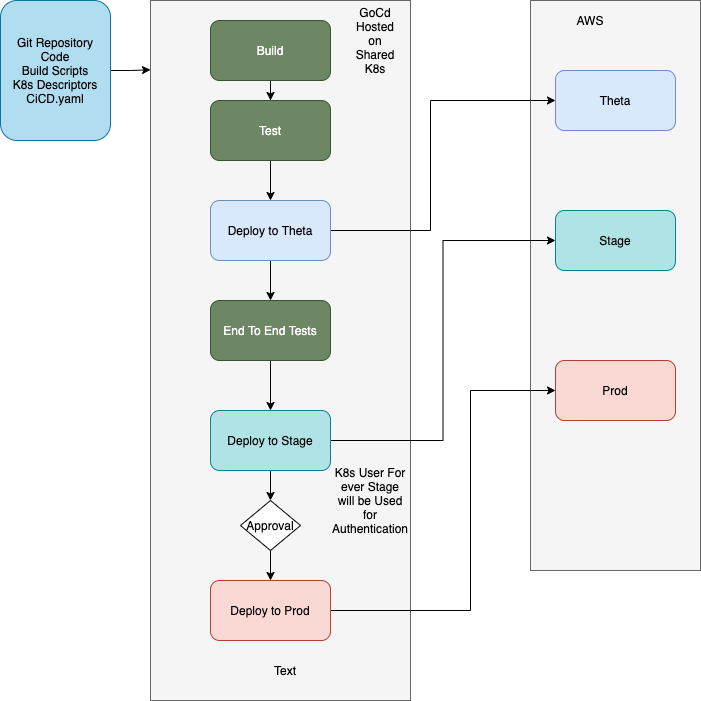 Git Repository
Code
Build Scripts
K8s Descriptors
CiCD.yaml
GoCd
Hosted
on
Shared
K8s
Build
Test
Deploy to Theta
End To End Tests
Deploy to Stage
K8s User For
ever Stage
will be Used
for
Authentication
Approval
Deploy to Prod
Text
AWS
Theta
Stage
Prod